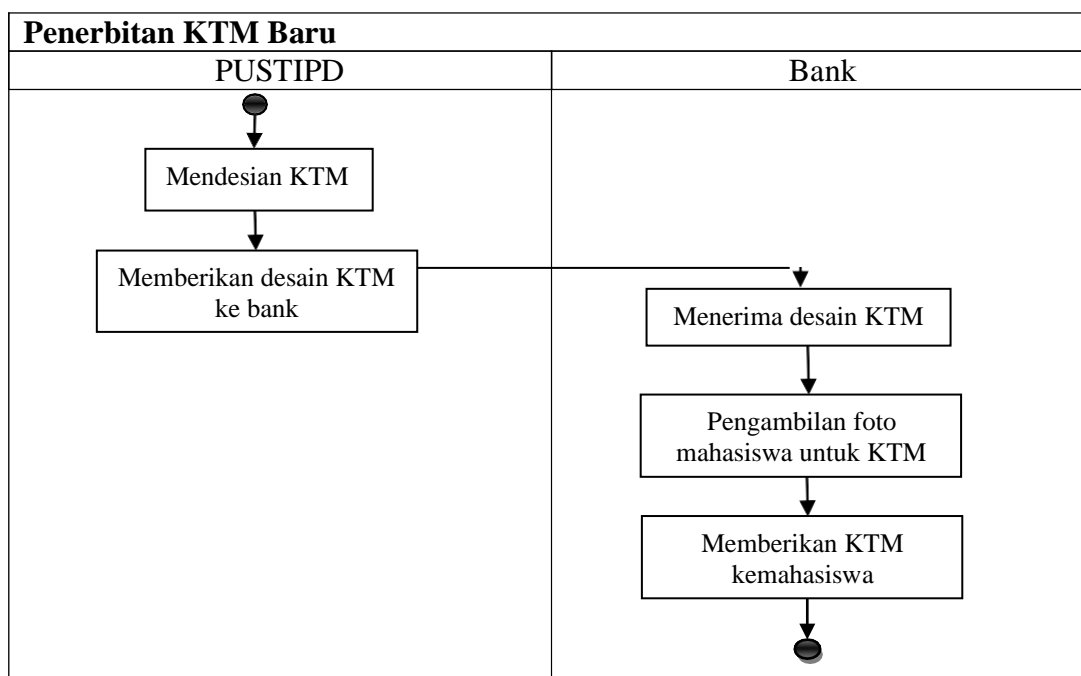 Penerbitan KTM Baru
PUSTIPD
Bank
Mendesian KTM
Memberikan desain KTM
ke bank
Menerima desain KTM
Pengambilan foto
mahasiswa untuk KTM
Memberikan KTM
kemahasiswa